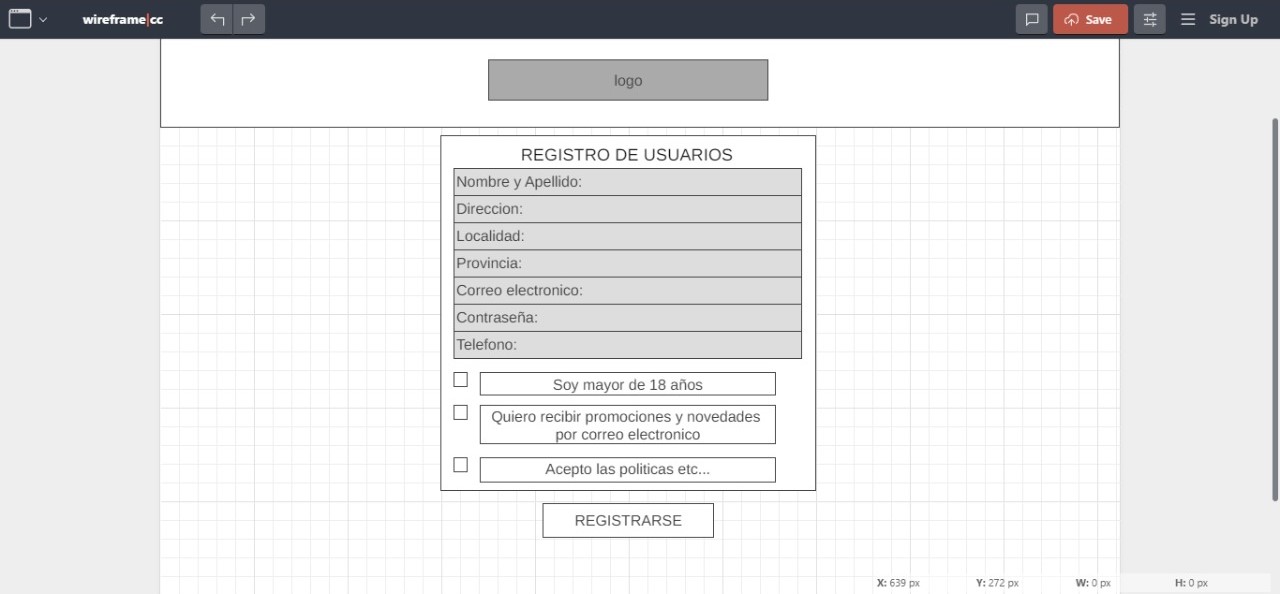 wireframe|cc
Save
Sign Up
logo
REGISTRO DE USUARIOS
Nombre y Apellido:
Direccion:
Localidad:
Provincia:
Correo electronico:
Contraseña:
Telefono:
Soy mayor de 18 años
Quiero recibir promociones y novedades
por correo electronico
Acepto las politicas etc...
REGISTRARSE
X: 639 px Y: 272 px W: 0 px H: 0 px